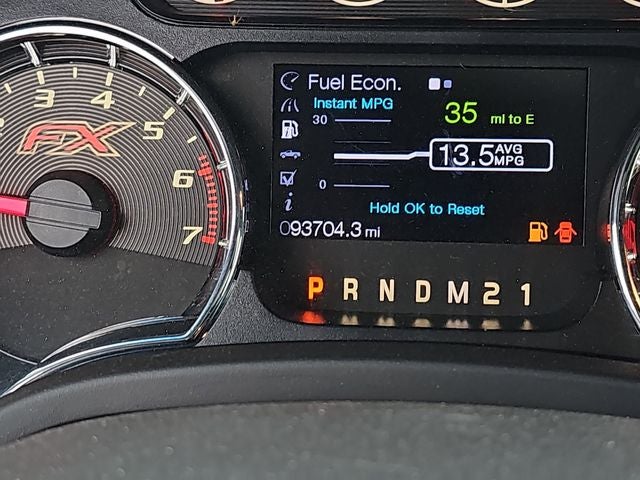 Fuel Econ.
Instant MPG
30
35 mi to E
13.5 AVG MPG
0
Hold OK to Reset
093704.3 mi
i
2 3 4 5 6 7
FX
P R N D M 2 1